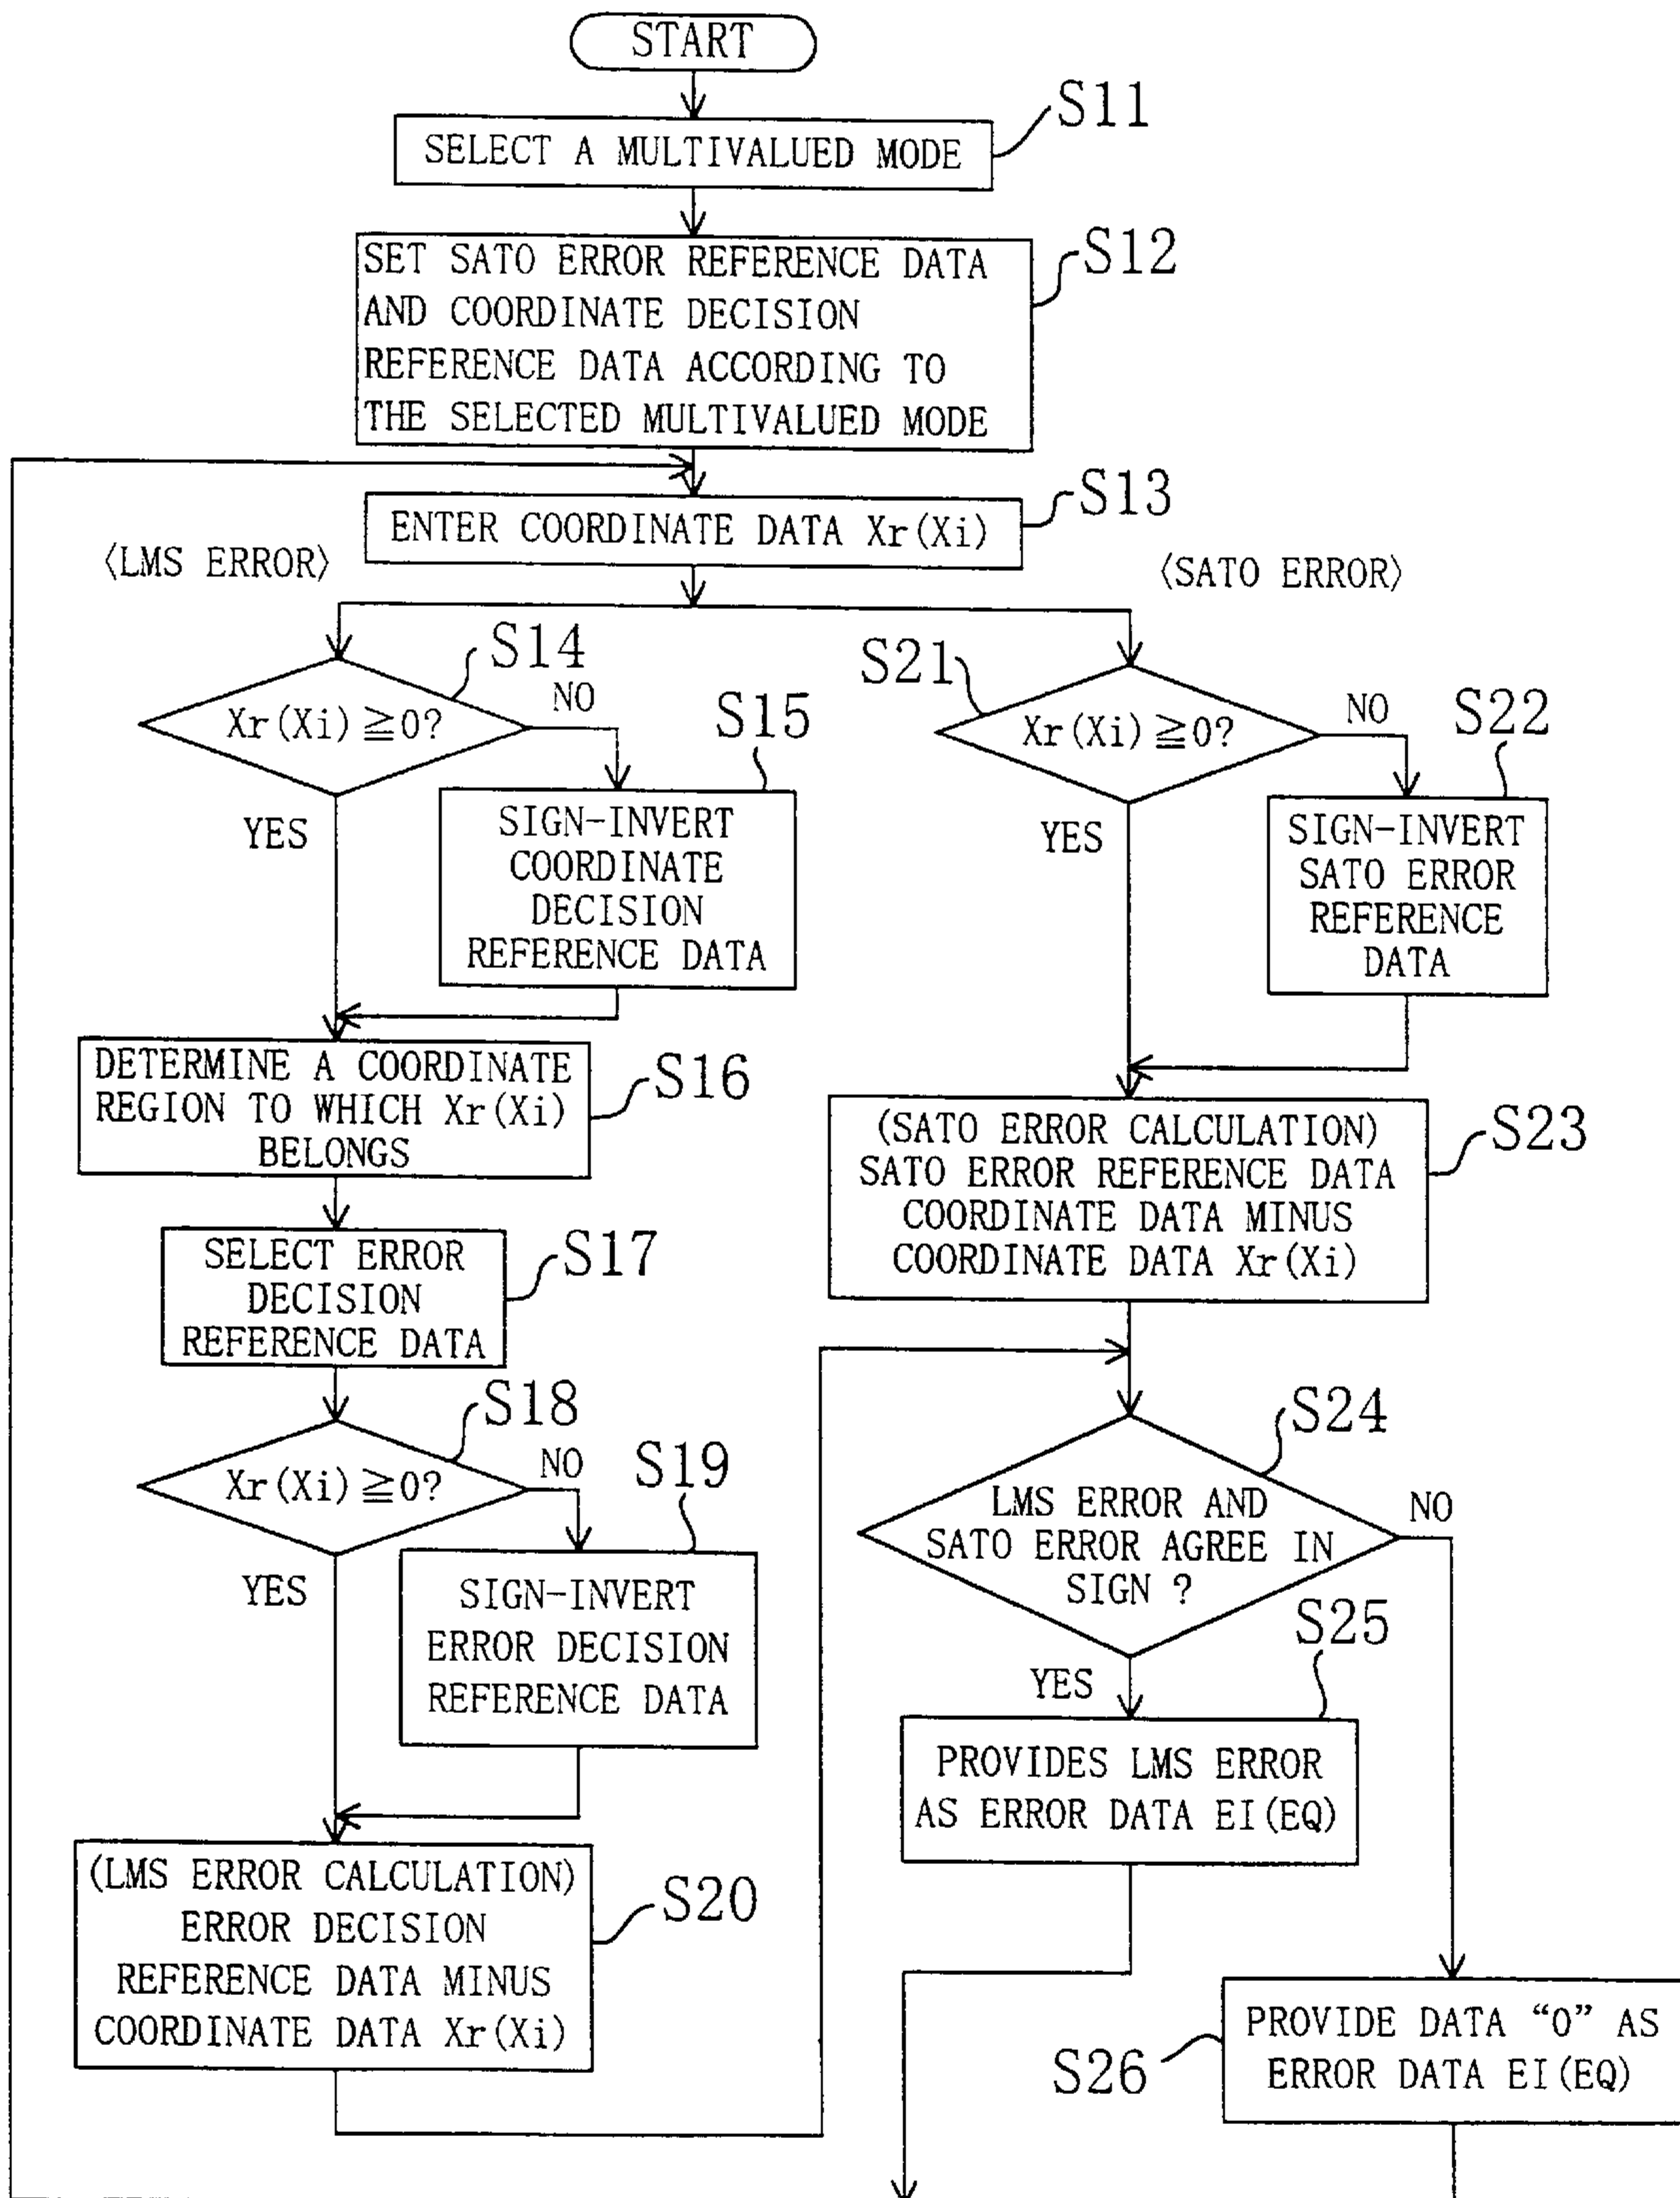 START
S11
SELECT A MULTIVALUED MODE
S12
SET SATO ERROR REFERENCE DATA
AND COORDINATE DECISION
REFERENCE DATA ACCORDING TO
THE SELECTED MULTIVALUED MODE
S13
ENTER COORDINATE DATA Xr(Xi)
〈LMS ERROR〉
〈SATO ERROR〉
S14
Xr(Xi)≧0?
NO
YES
S15
SIGN-INVERT
COORDINATE
DECISION
REFERENCE DATA
S16
DETERMINE A COORDINATE
REGION TO WHICH Xr(Xi)
BELONGS
S17
SELECT ERROR
DECISION
REFERENCE DATA
S18
Xr(Xi)≧0?
NO
YES
S19
SIGN-INVERT
ERROR DECISION
REFERENCE DATA
S20
(LMS ERROR CALCULATION)
ERROR DECISION
REFERENCE DATA MINUS
COORDINATE DATA Xr(Xi)
S21
Xr(Xi)≧0?
NO
YES
S22
SIGN-INVERT
SATO ERROR
REFERENCE
DATA
S23
(SATO ERROR CALCULATION)
SATO ERROR REFERENCE DATA
COORDINATE DATA MINUS
COORDINATE DATA Xr(Xi)
S24
LMS ERROR AND
SATO ERROR AGREE IN
SIGN ?
NO
YES
S25
PROVIDES LMS ERROR
AS ERROR DATA EI(EQ)
S26
PROVIDE DATA “0” AS
ERROR DATA EI(EQ)